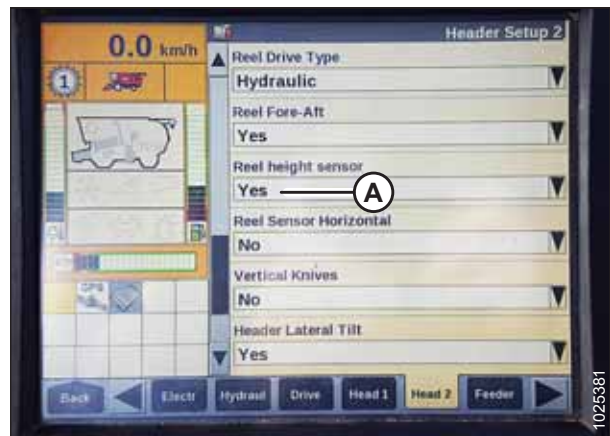 0.0 km/h
Header Setup 2
1
Reel Drive Type
Hydraulic
Reel Fore-Aft
Yes
Reel height sensor
Yes
A
Reel Sensor Horizontal
No
Vertical Knives
No
Header Lateral Tilt
Yes
Back
Electr
Hydraul
Drive
Head 1
Head 2
Feeder
1025381